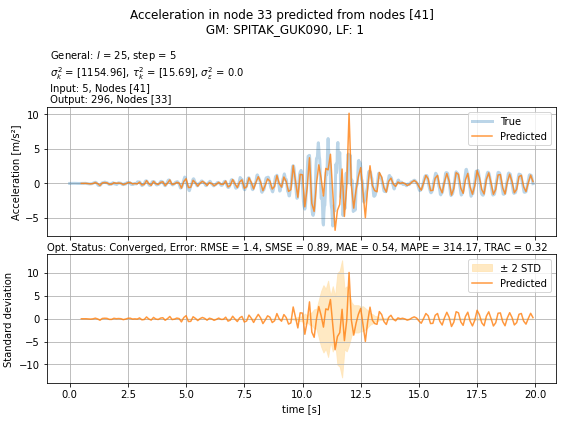 Acceleration in node 33 predicted from nodes [41]
GM: SPITAK_GUK090, LF: 1
General: l = 25, step = 5
σ²ₖ = [1154.96], τ²ₖ = [15.69], σ²_ε = 0.0
Input: 5, Nodes [41]
Output: 296, Nodes [33]
10
5
0
−5
Acceleration [m/s²]
True
Predicted
Opt. Status: Converged, Error: RMSE = 1.4, SMSE = 0.89, MAE = 0.54, MAPE = 314.17, TRAC = 0.32
10
5
0
−5
−10
Standard deviation
± 2 STD
Predicted
0.0 2.5 5.0 7.5 10.0 12.5 15.0 17.5 20.0
time [s]